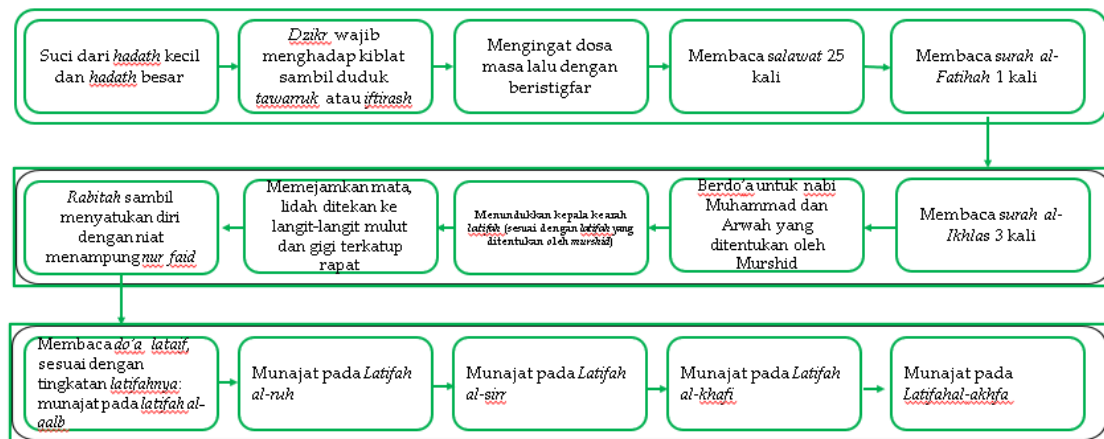 Suci dari hadath kecil
dan hadath besar
Dzikr wajib
menghadap kiblat
sambil duduk
tawarruk atau iftirash
Mengingat dosa
masa lalu dengan
beristigfar
Membaca salawat 25
kali
Membaca surah al-
Fatihah 1 kali
Membaca surah al-
Ikhlas 3 kali
Berdo'a untuk nabi
Muhammad dan
Arwah yang
ditentukan oleh
Murshid
Menundukkan kepala kearah
latifah (sesuai dengan latifah yang
ditentukan oleh murshid)
Memejamkan mata,
lidah ditekan ke
langit-langit mulut
dan gigi terkatup
rapat
Rabitah sambil
menyatukan diri
dengan niat
menampung nur faid
Membaca do'a lataif,
sesuai dengan
tingkatan latifahnya:
munajat pada latifah al-
qalb
Munajat pada Latifah
al-ruh
Munajat pada Latifah
al-sirr
Munajat pada Latifah
al-khafi
Munajat pada
Latifahal-akhfa